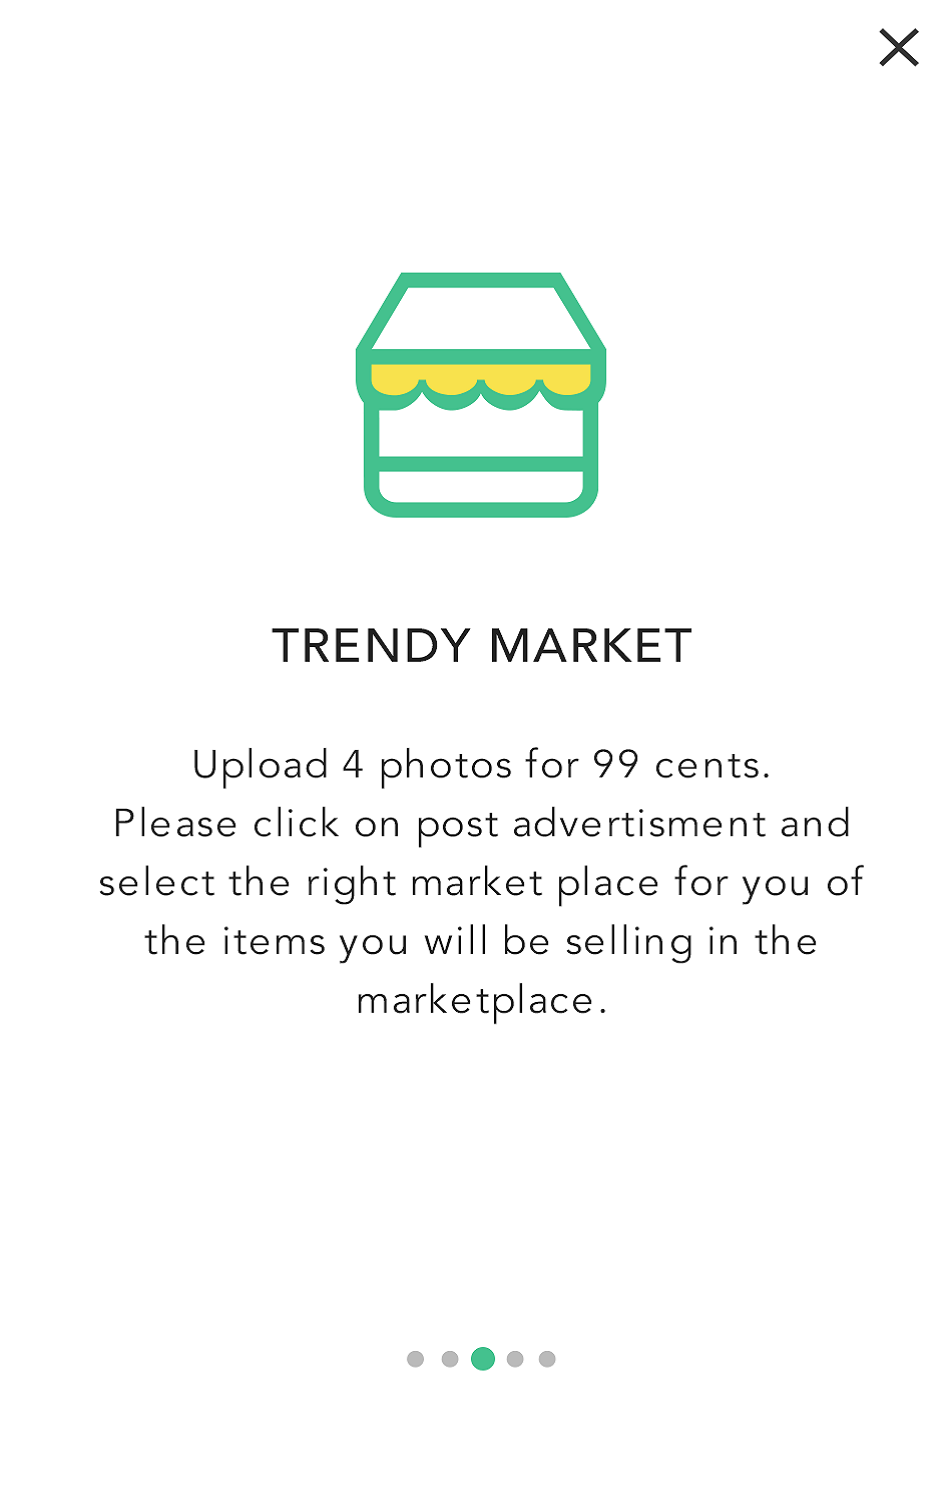 TRENDY MARKET
Upload 4 photos for 99 cents.
Please click on post advertisment and
select the right market place for you of
the items you will be selling in the
marketplace.